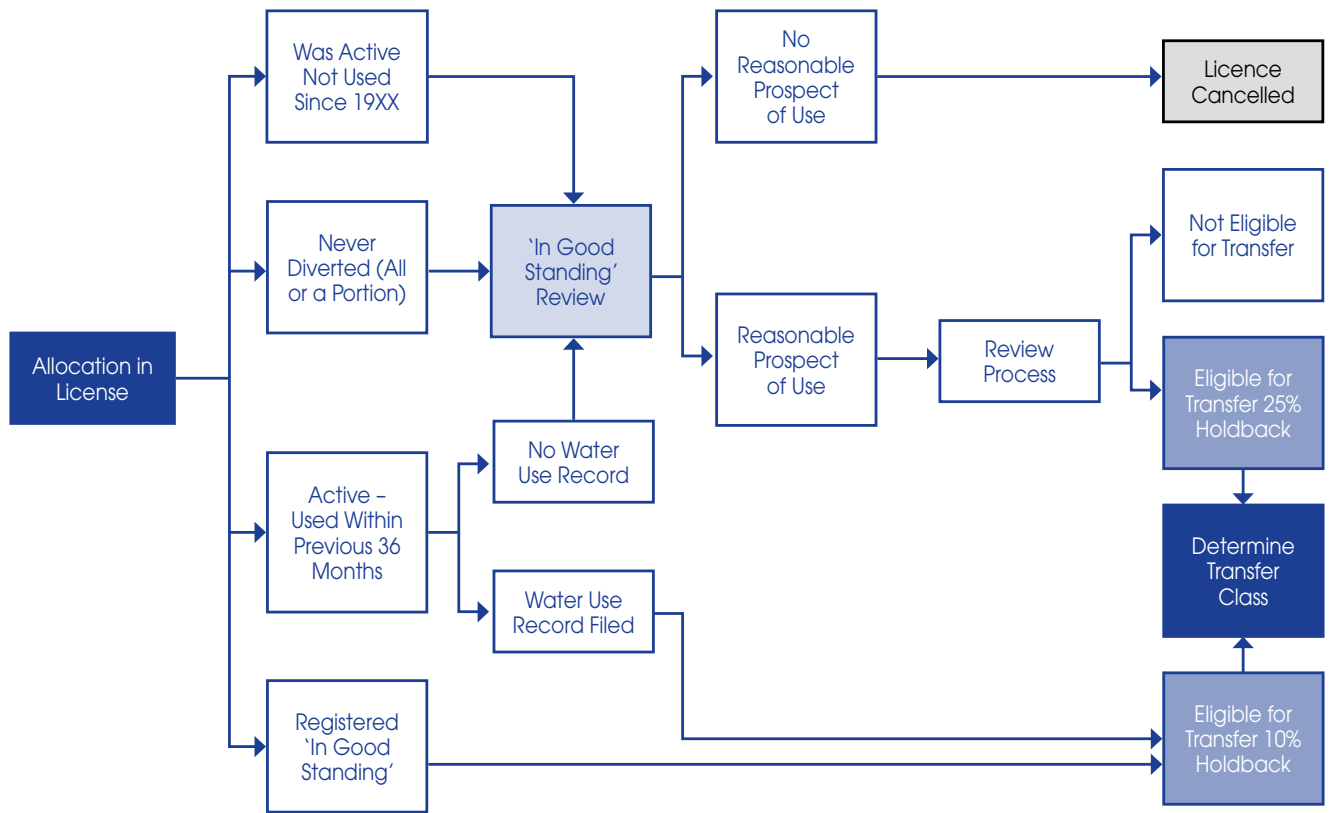 Allocation in
License
Was Active
Not Used
Since 19XX
Never
Diverted (All
or a Portion)
Active –
Used Within
Previous 36
Months
Registered
‘In Good
Standing’
‘In Good
Standing’
Review
No Water
Use Record
Water Use
Record Filed
No
Reasonable
Prospect
of Use
Reasonable
Prospect
of Use
Review
Process
Licence
Cancelled
Not Eligible
for Transfer
Eligible for
Transfer 25%
Holdback
Determine
Transfer
Class
Eligible for
Transfer 10%
Holdback